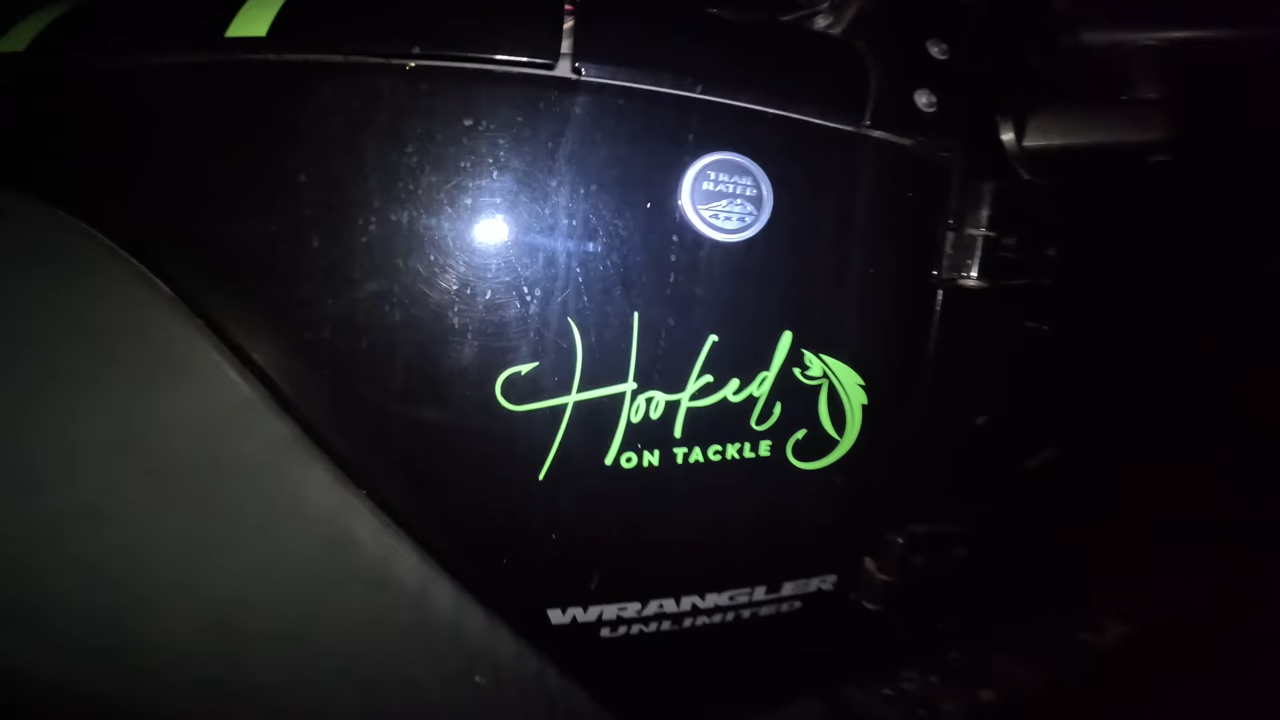 TRAIL
RATED
4x4
Hooked
ON TACKLE
WRANGLER
UNLIMITED